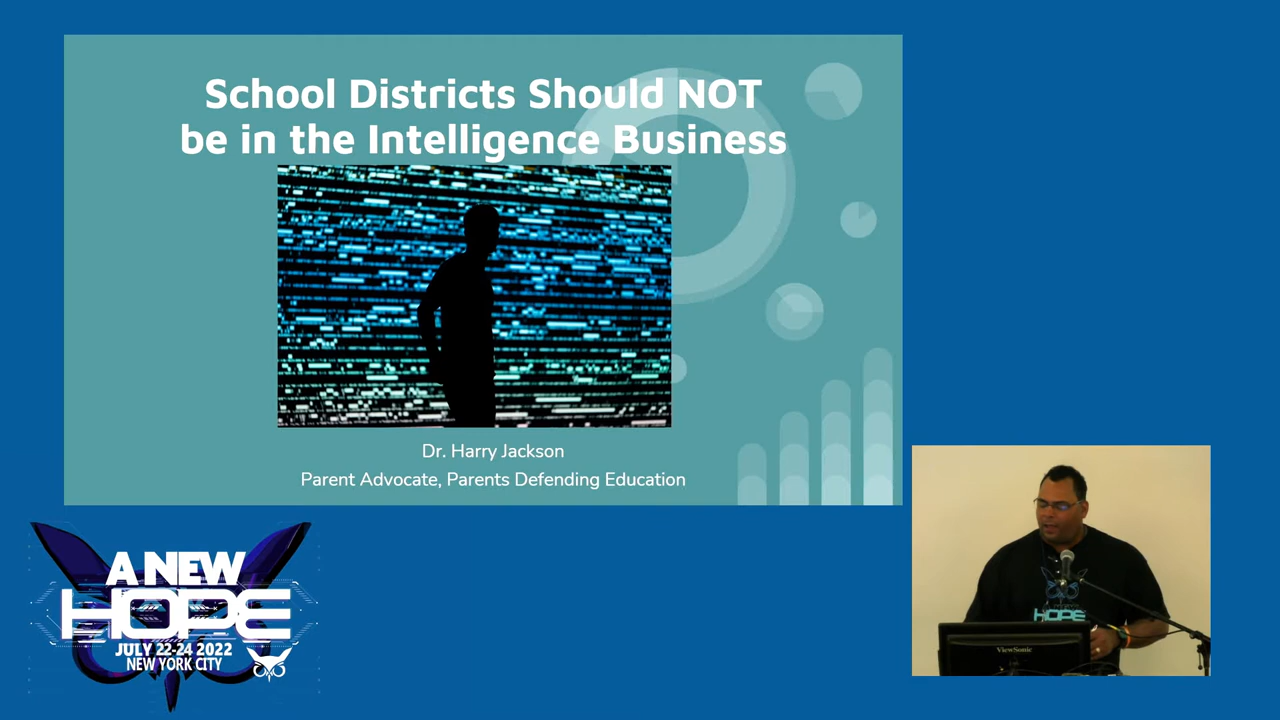 School Districts Should NOT
be in the Intelligence Business
Dr. Harry Jackson
Parent Advocate, Parents Defending Education
A NEW
HOPE
JULY 22-24 2022
NEW YORK CITY
HOPE
ViewSonic